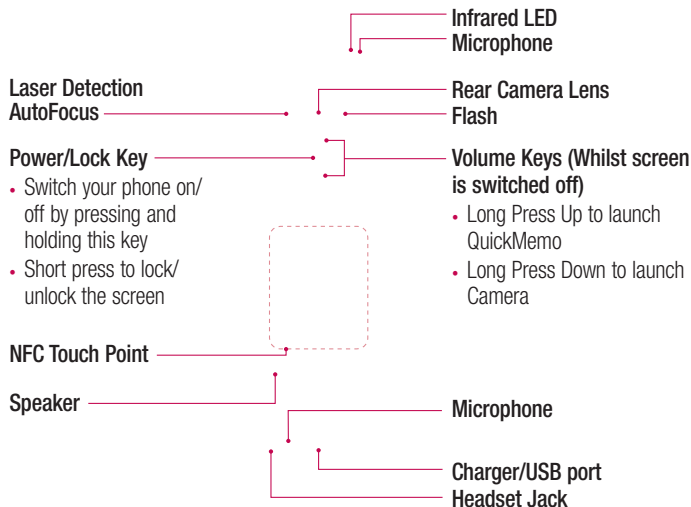 Infrared LED
Microphone
Laser Detection
AutoFocus
Rear Camera Lens
Flash
Power/Lock Key
• Switch your phone on/
off by pressing and
holding this key
• Short press to lock/
unlock the screen
Volume Keys (Whilst screen
is switched off)
• Long Press Up to launch
QuickMemo
• Long Press Down to launch
Camera
NFC Touch Point
Speaker
Microphone
Charger/USB port
Headset Jack